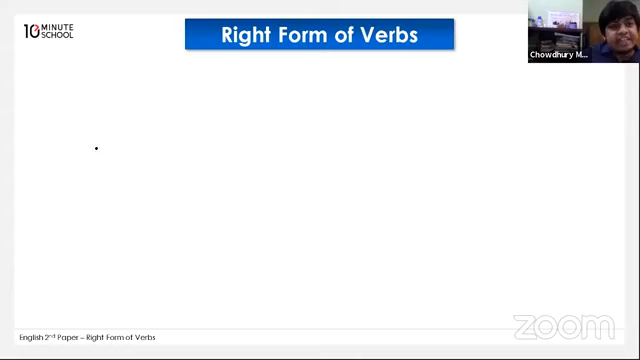 10 MINUTE
SCHOOL
Right Form of Verbs
Chowdhury M...
English 2nd Paper – Right Form of Verbs
zoom